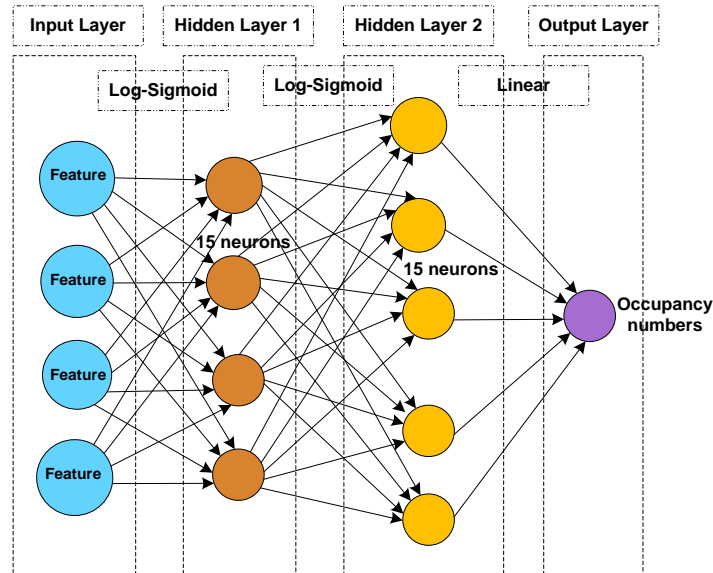 Input Layer
Hidden Layer 1
Hidden Layer 2
Output Layer
Log-Sigmoid
Log-Sigmoid
Linear
Feature
15 neurons
Feature
15 neurons
Occupancy
numbers
Feature
Feature